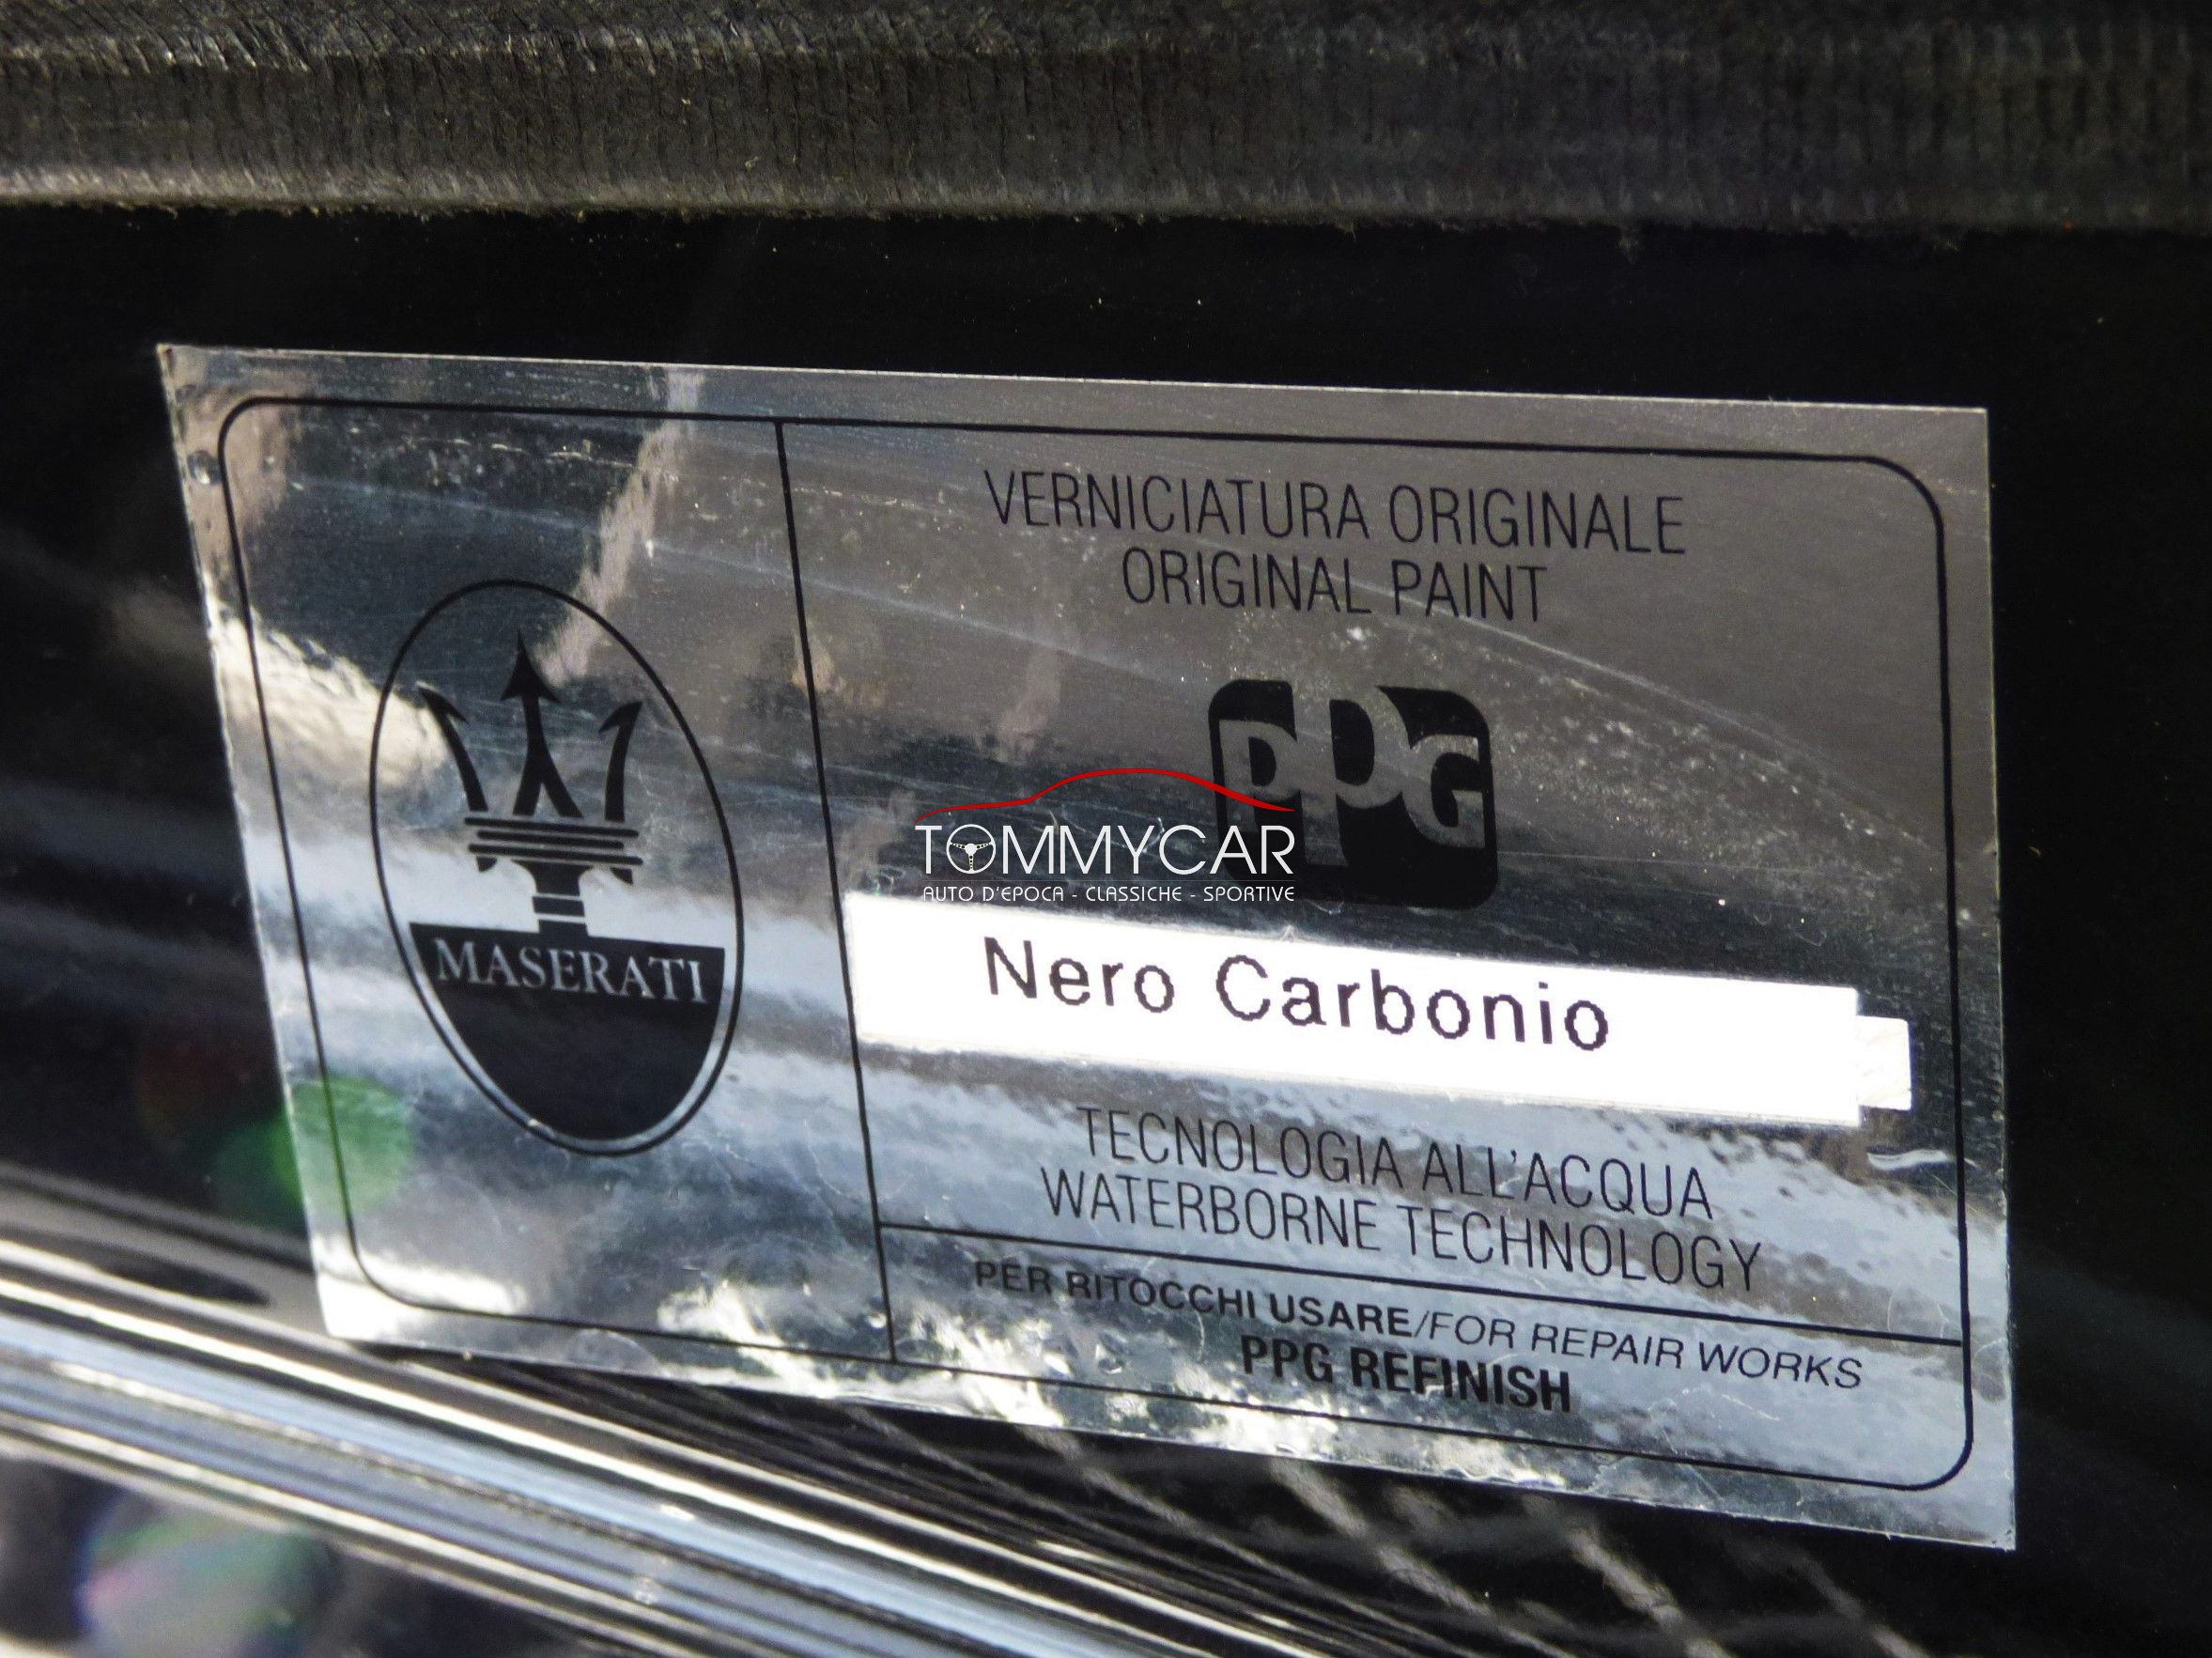 VERNICIATURA ORIGINALE
ORIGINAL PAINT
PPG
TOMMYCAR
AUTO D'EPOCA - CLASSICHE - SPORTIVE
MASERATI
Nero Carbonio
TECNOLOGIA ALL'ACQUA
WATERBORNE TECHNOLOGY
PER RITOCCHI USARE/FOR REPAIR WORKS
PPG REFINISH